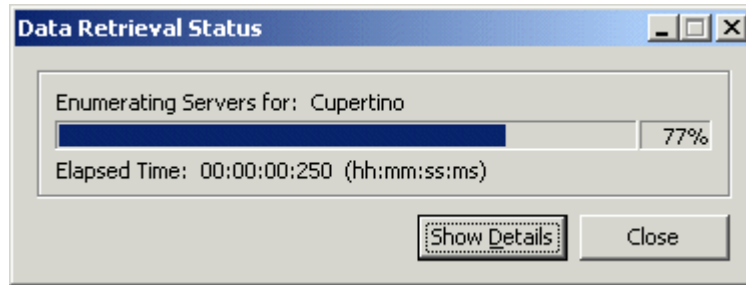 Data Retrieval Status
Enumerating Servers for: Cupertino
77%
Elapsed Time: 00:00:00:250 (hh:mm:ss:ms)
Show Details
Close